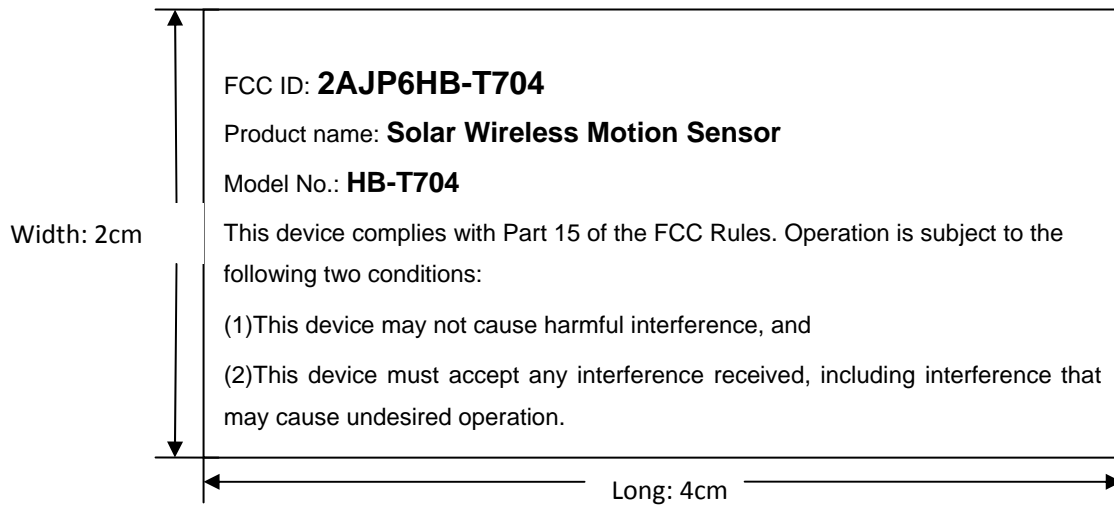 FCC ID: 2AJP6HB-T704
Product name: Solar Wireless Motion Sensor
Model No.: HB-T704
Width: 2cm
This device complies with Part 15 of the FCC Rules. Operation is subject to the
following two conditions:
(1)This device may not cause harmful interference, and
(2)This device must accept any interference received, including interference that
may cause undesired operation.
Long: 4cm